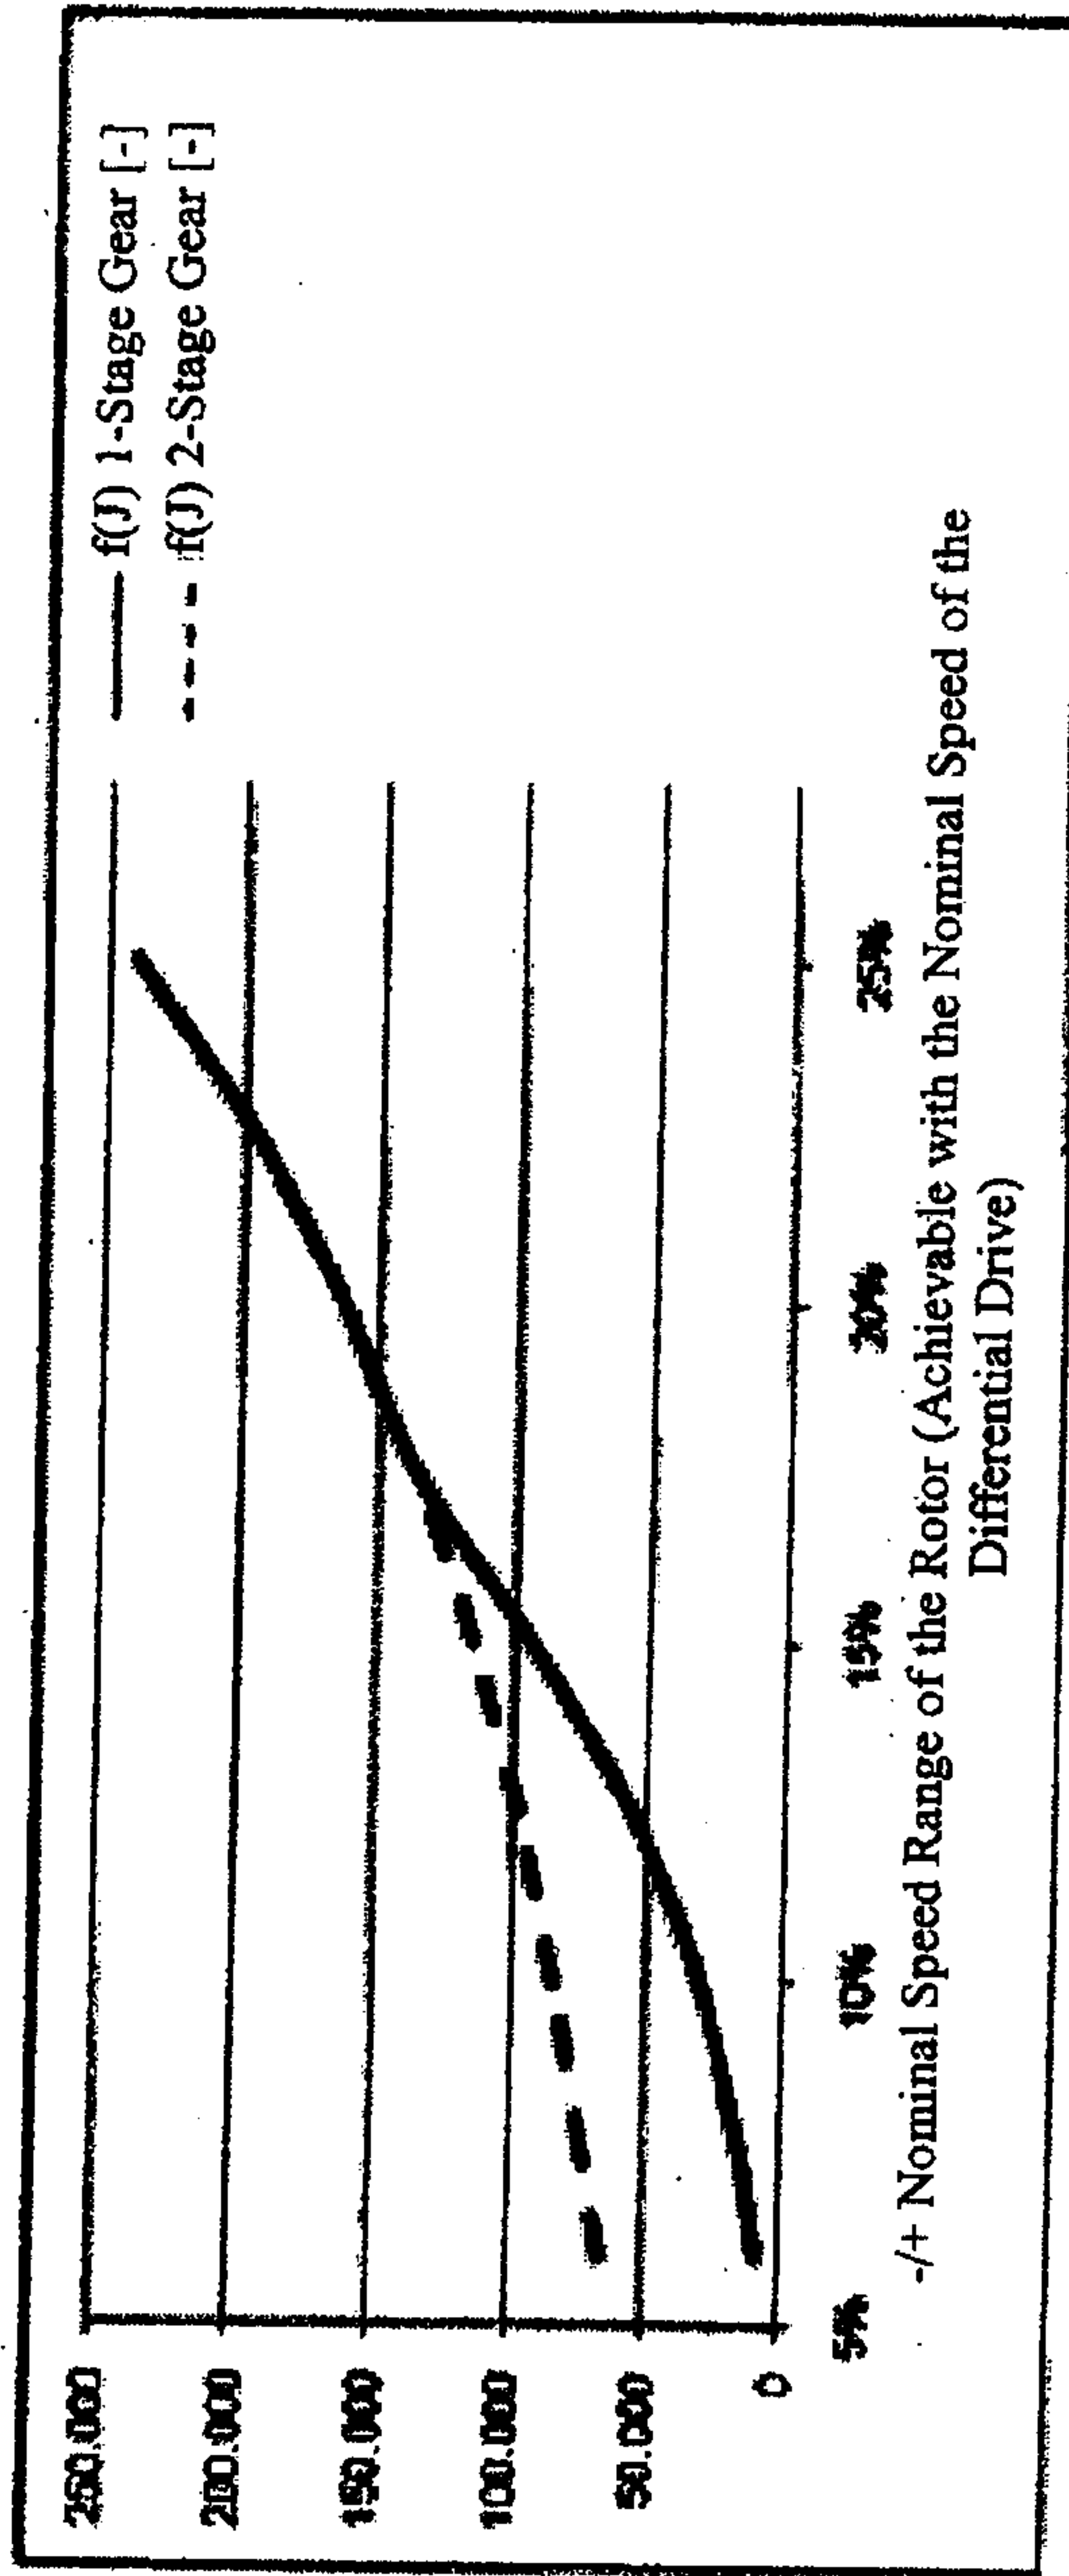 f(J) 1-Stage Gear [-]
f(J) 2-Stage Gear [-]
250.000
200.000
150.000
100.000
50.000
0
5%
10%
15%
20%
25%
-/+ Nominal Speed Range of the Rotor (Achievable with the Nominal Speed of the
Differential Drive)